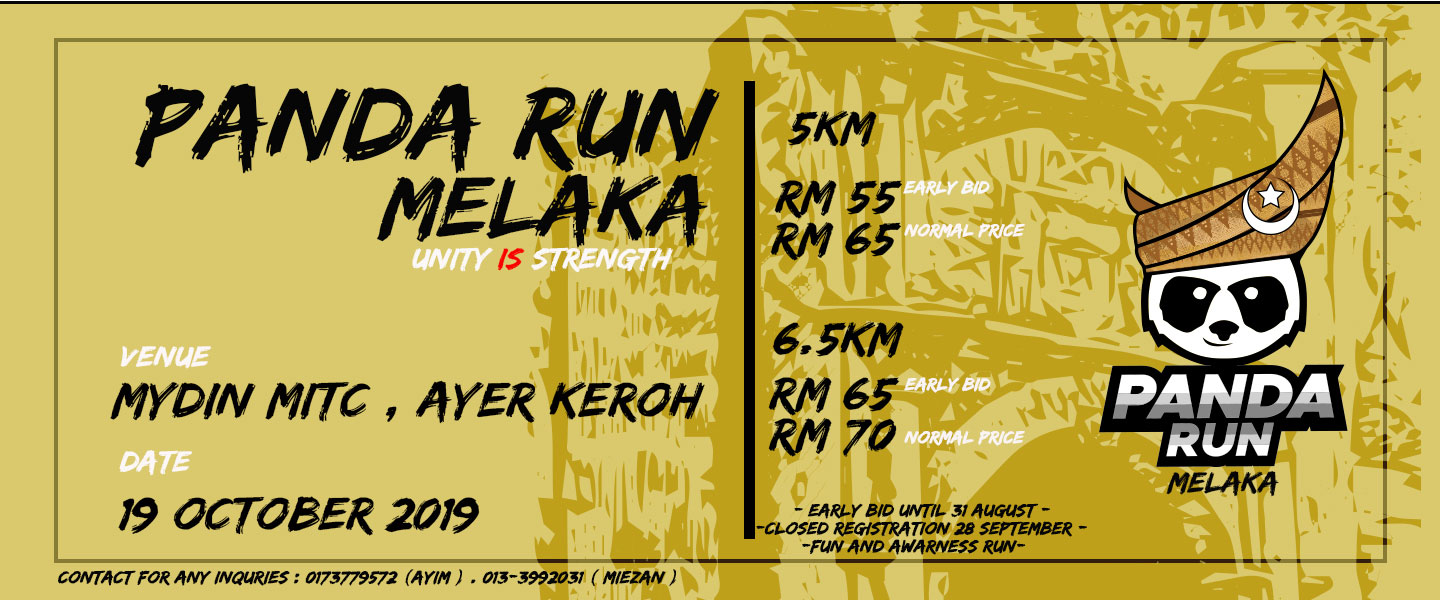 PANDA RUN
MELAKA
UNITY IS STRENGTH
VENUE
MYDIN MITC , AYER KEROH
DATE
19 OCTOBER 2019
5KM
RM 55 EARLY BID
RM 65 NORMAL PRICE
6.5KM
RM 65 EARLY BID
RM 70 NORMAL PRICE
- EARLY BID UNTIL 31 AUGUST -
-CLOSED REGISTRATION 28 SEPTEMBER -
-FUN AND AWARNESS RUN-
PANDA
RUN
MELAKA
CONTACT FOR ANY INQURIES : 0173779572 (AYIM ) . 013-3992031 ( MIEZAN )